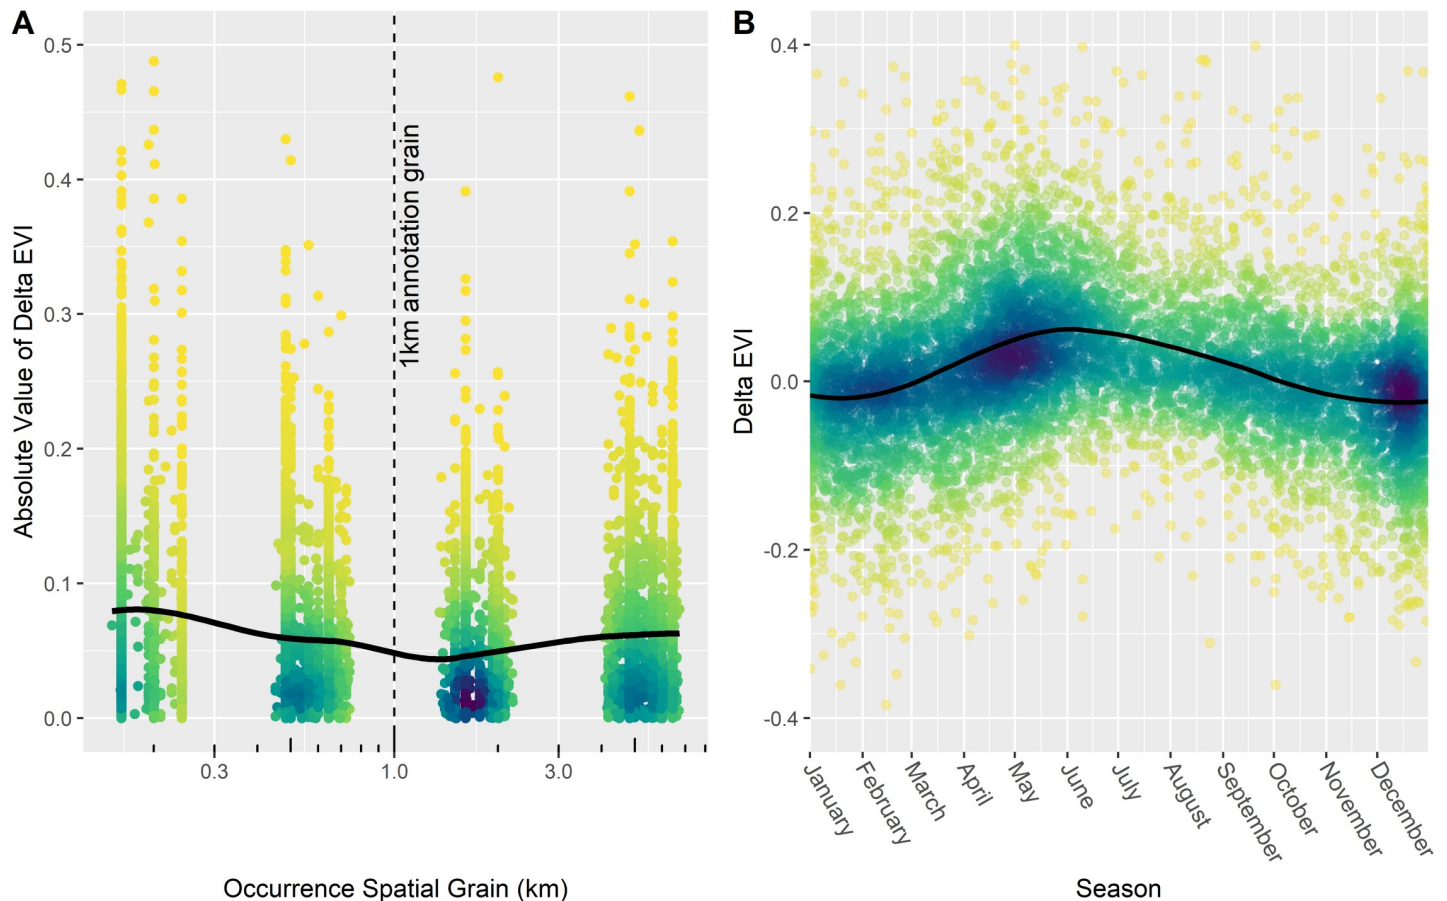 A
Absolute Value of Delta EVI
0.5
0.4
0.3
0.2
0.1
0.0
1km annotation grain
0.3
1.0
3.0
Occurrence Spatial Grain (km)
B
Delta EVI
0.4
0.2
0.0
-0.2
-0.4
January
February
March
April
May
June
July
August
September
October
November
December
Season